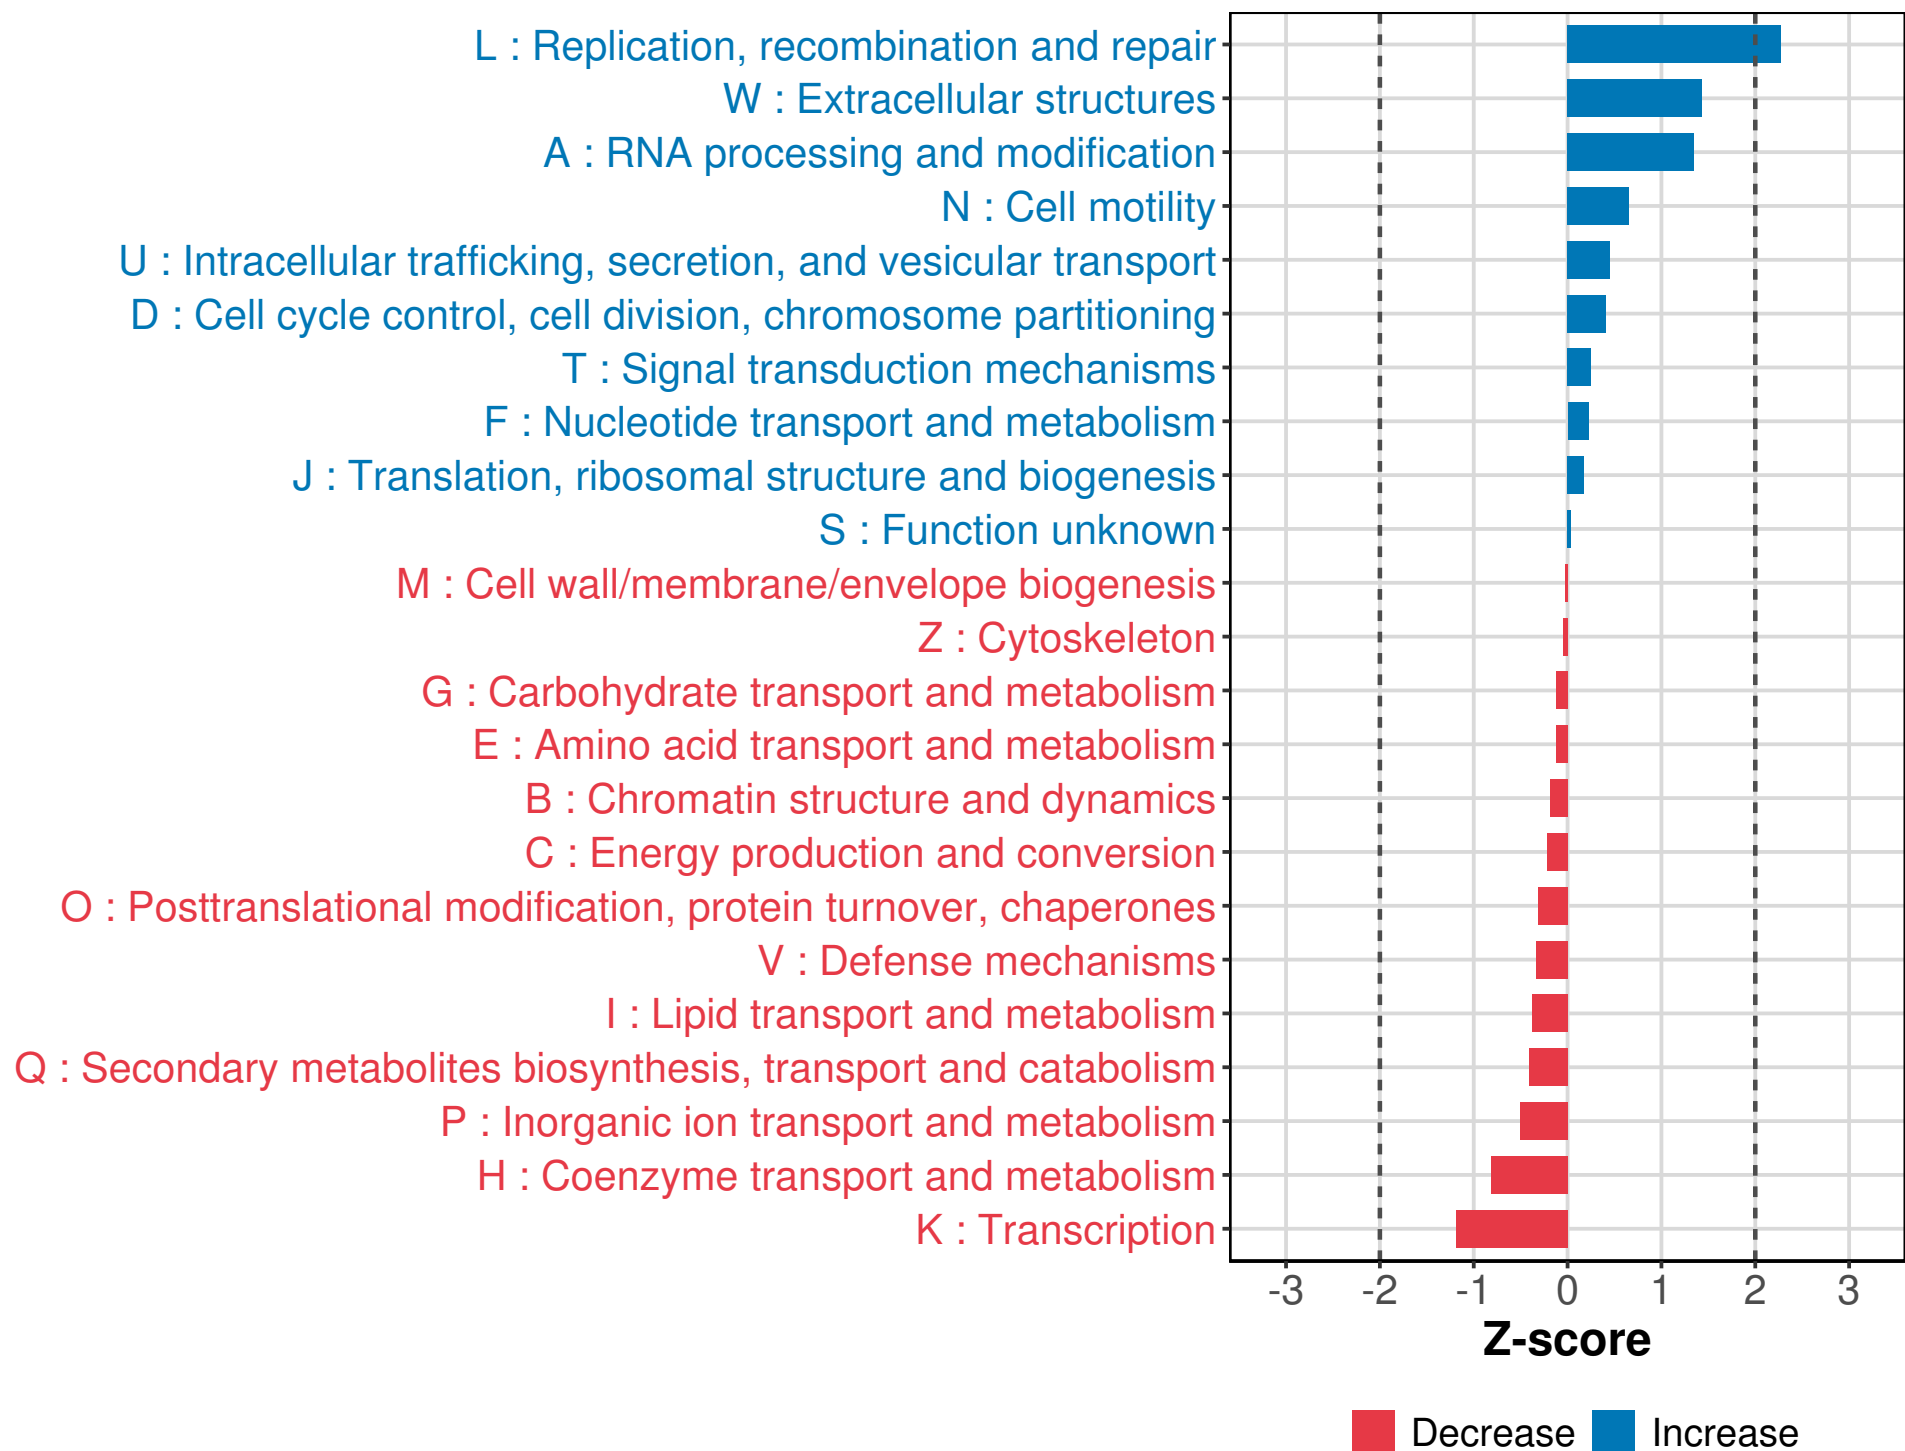 L : Replication, recombination and repair
W : Extracellular structures
A : RNA processing and modification
N : Cell motility
U : Intracellular trafficking, secretion, and vesicular transport
D : Cell cycle control, cell division, chromosome partitioning
T : Signal transduction mechanisms
F : Nucleotide transport and metabolism
J : Translation, ribosomal structure and biogenesis
S : Function unknown
M : Cell wall/membrane/envelope biogenesis
Z : Cytoskeleton
G : Carbohydrate transport and metabolism
E : Amino acid transport and metabolism
B : Chromatin structure and dynamics
C : Energy production and conversion
O : Posttranslational modification, protein turnover, chaperones
V : Defense mechanisms
I : Lipid transport and metabolism
Q : Secondary metabolites biosynthesis, transport and catabolism
P : Inorganic ion transport and metabolism
H : Coenzyme transport and metabolism
K : Transcription
-3 -2 -1 0 1 2 3
Z-score
Decrease Increase